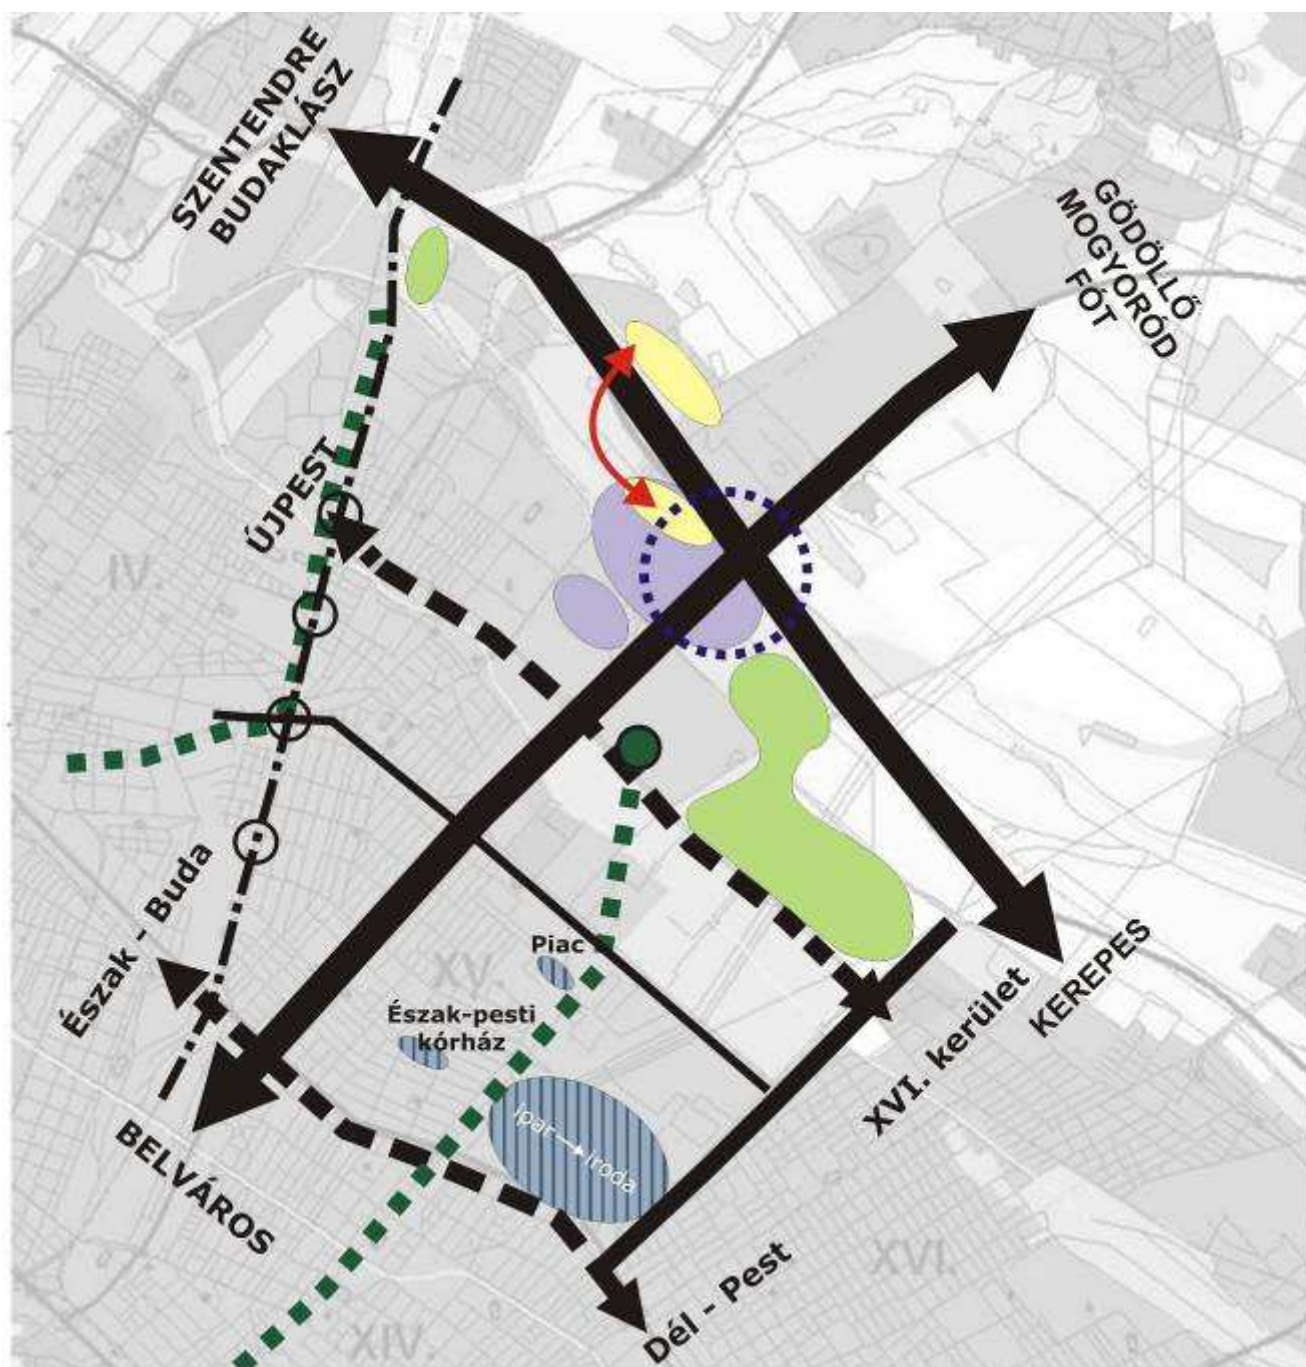 SZENTENDRE
BUDAKLÁSZ
GÖDÖLLŐ
MOGYORÓD
FÓT
ÚJPEST
IV.
Észak - Buda
Piac
XV.
Észak-pesti
kórház
ipar → iroda
XVI. kerület
KEREPES
BELVÁROS
XVI.
Dél - Pest
XIV.